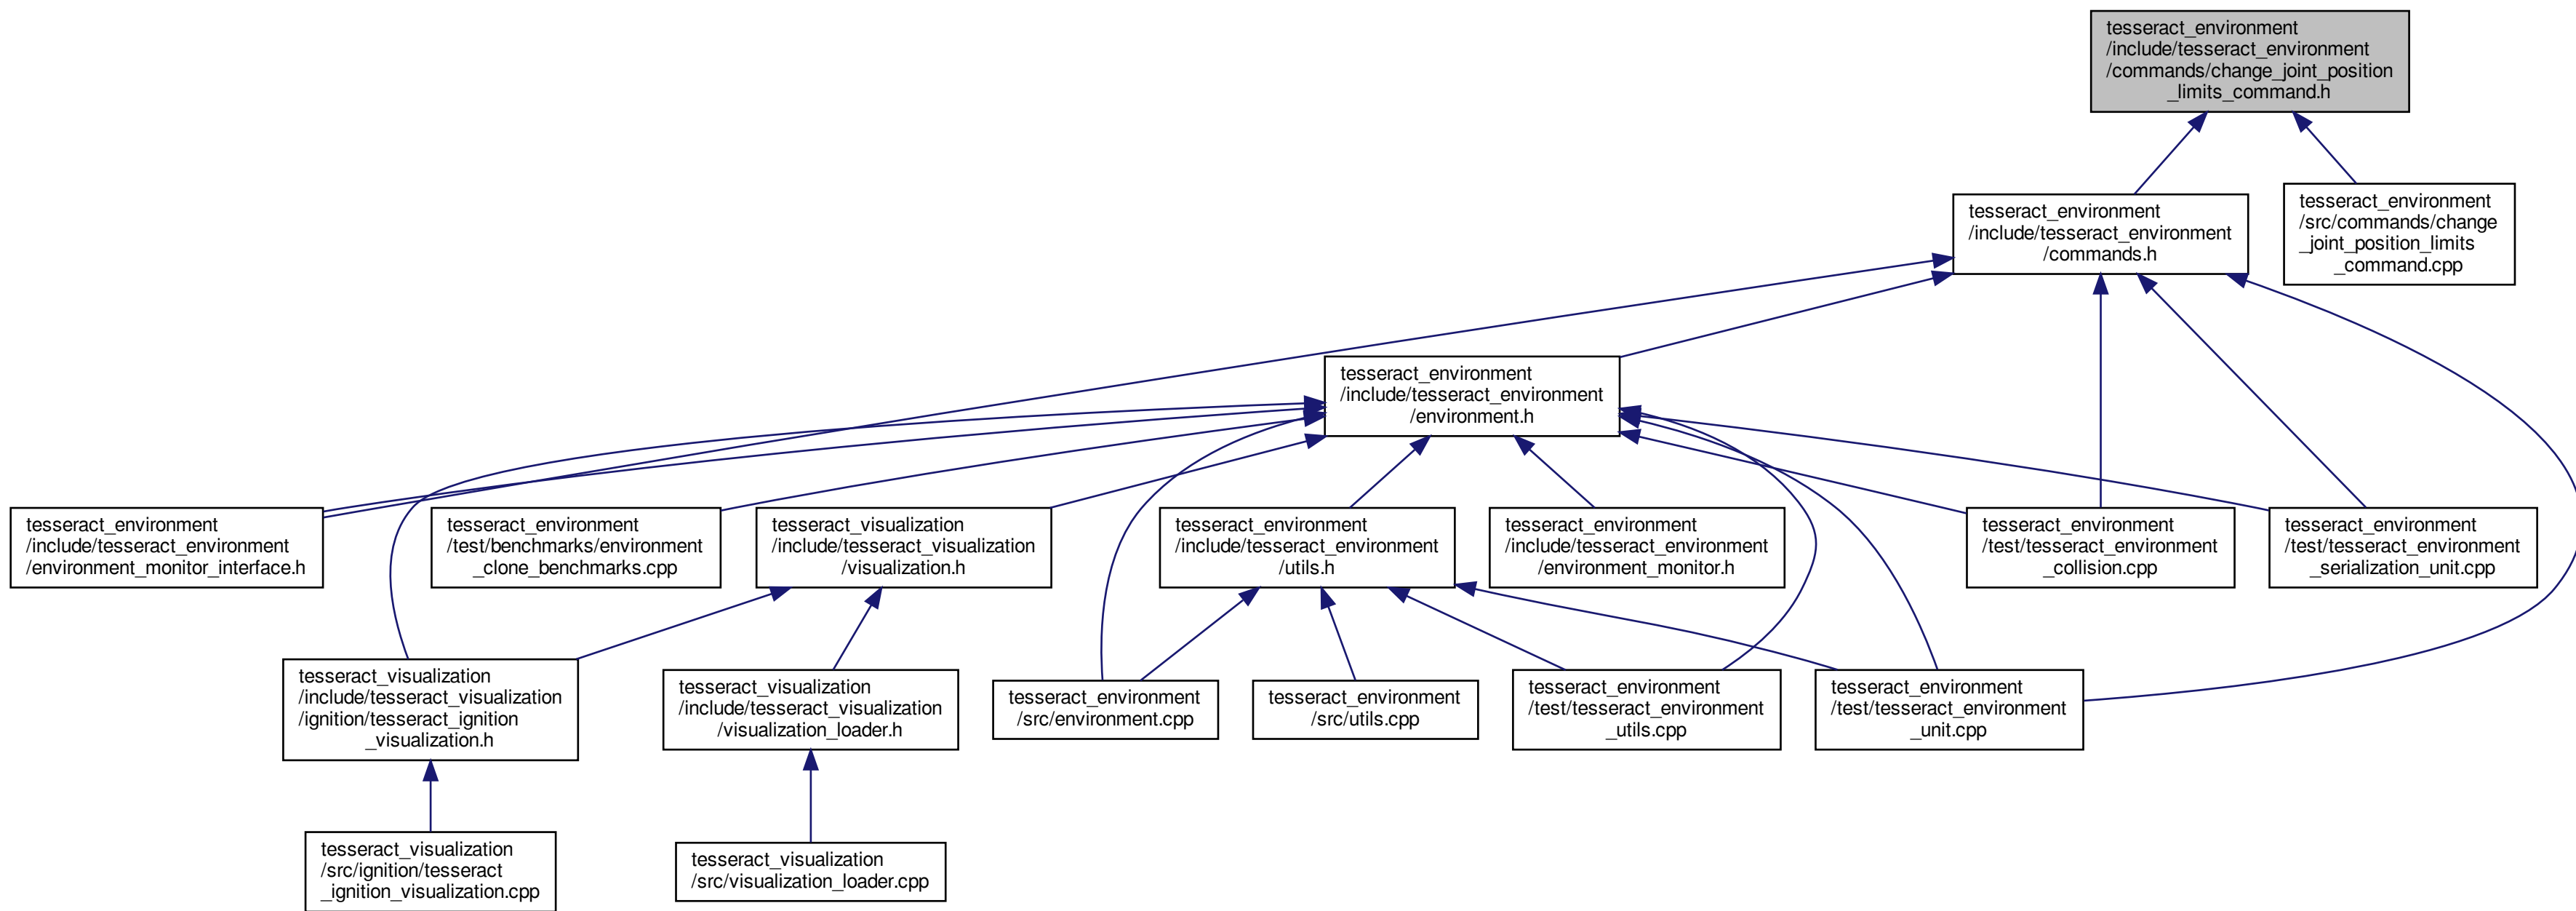 tesseract_environment
/include/tesseract_environment
/commands/change_joint_position
_limits_command.h
tesseract_environment
/include/tesseract_environment
/commands.h
tesseract_environment
/src/commands/change
_joint_position_limits
_command.cpp
tesseract_environment
/include/tesseract_environment
/environment.h
tesseract_environment
/include/tesseract_environment
/environment_monitor_interface.h
tesseract_environment
/test/benchmarks/environment
_clone_benchmarks.cpp
tesseract_visualization
/include/tesseract_visualization
/visualization.h
tesseract_environment
/include/tesseract_environment
/utils.h
tesseract_environment
/include/tesseract_environment
/environment_monitor.h
tesseract_environment
/test/tesseract_environment
_collision.cpp
tesseract_environment
/test/tesseract_environment
_serialization_unit.cpp
tesseract_visualization
/include/tesseract_visualization
/ignition/tesseract_ignition
_visualization.h
tesseract_visualization
/include/tesseract_visualization
/visualization_loader.h
tesseract_environment
/src/environment.cpp
tesseract_environment
/src/utils.cpp
tesseract_environment
/test/tesseract_environment
_utils.cpp
tesseract_environment
/test/tesseract_environment
_unit.cpp
tesseract_visualization
/src/ignition/tesseract
_ignition_visualization.cpp
tesseract_visualization
/src/visualization_loader.cpp